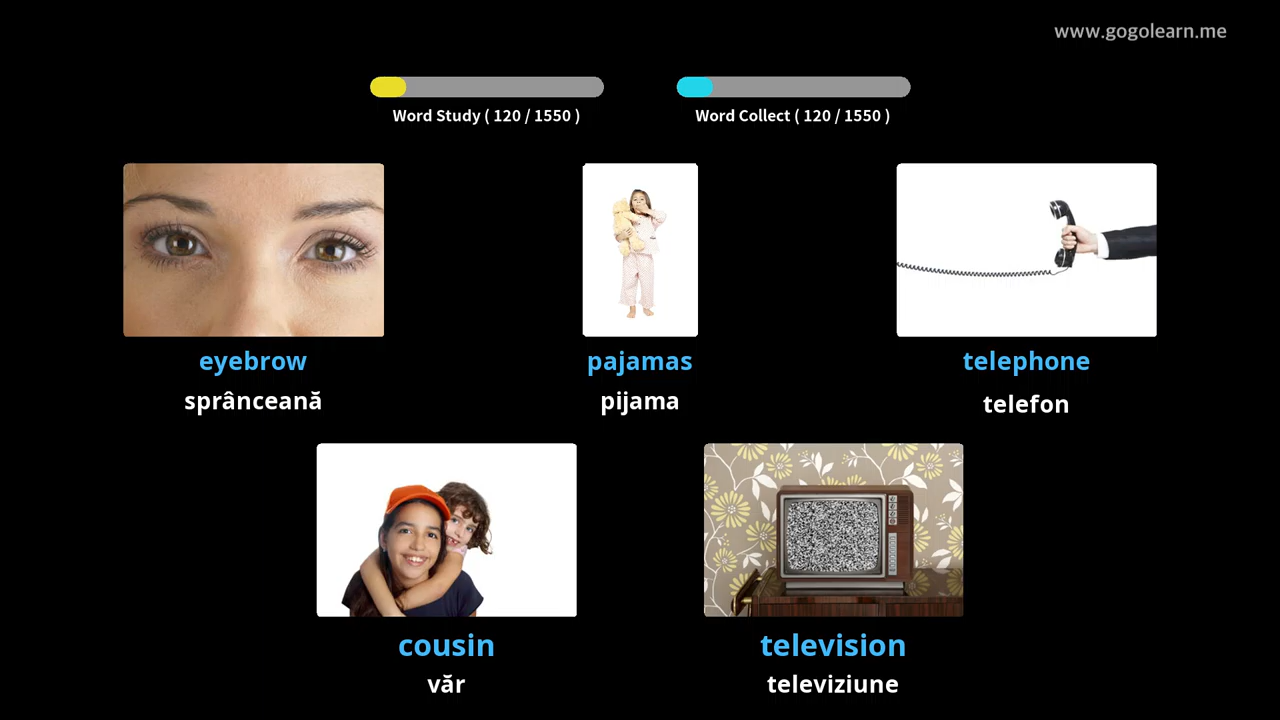 www.gogolearn.me
Word Study ( 120 / 1550 )
Word Collect ( 120 / 1550 )
eyebrow
sprânceană
pajamas
pijama
telephone
telefon
cousin
văr
television
televiziune